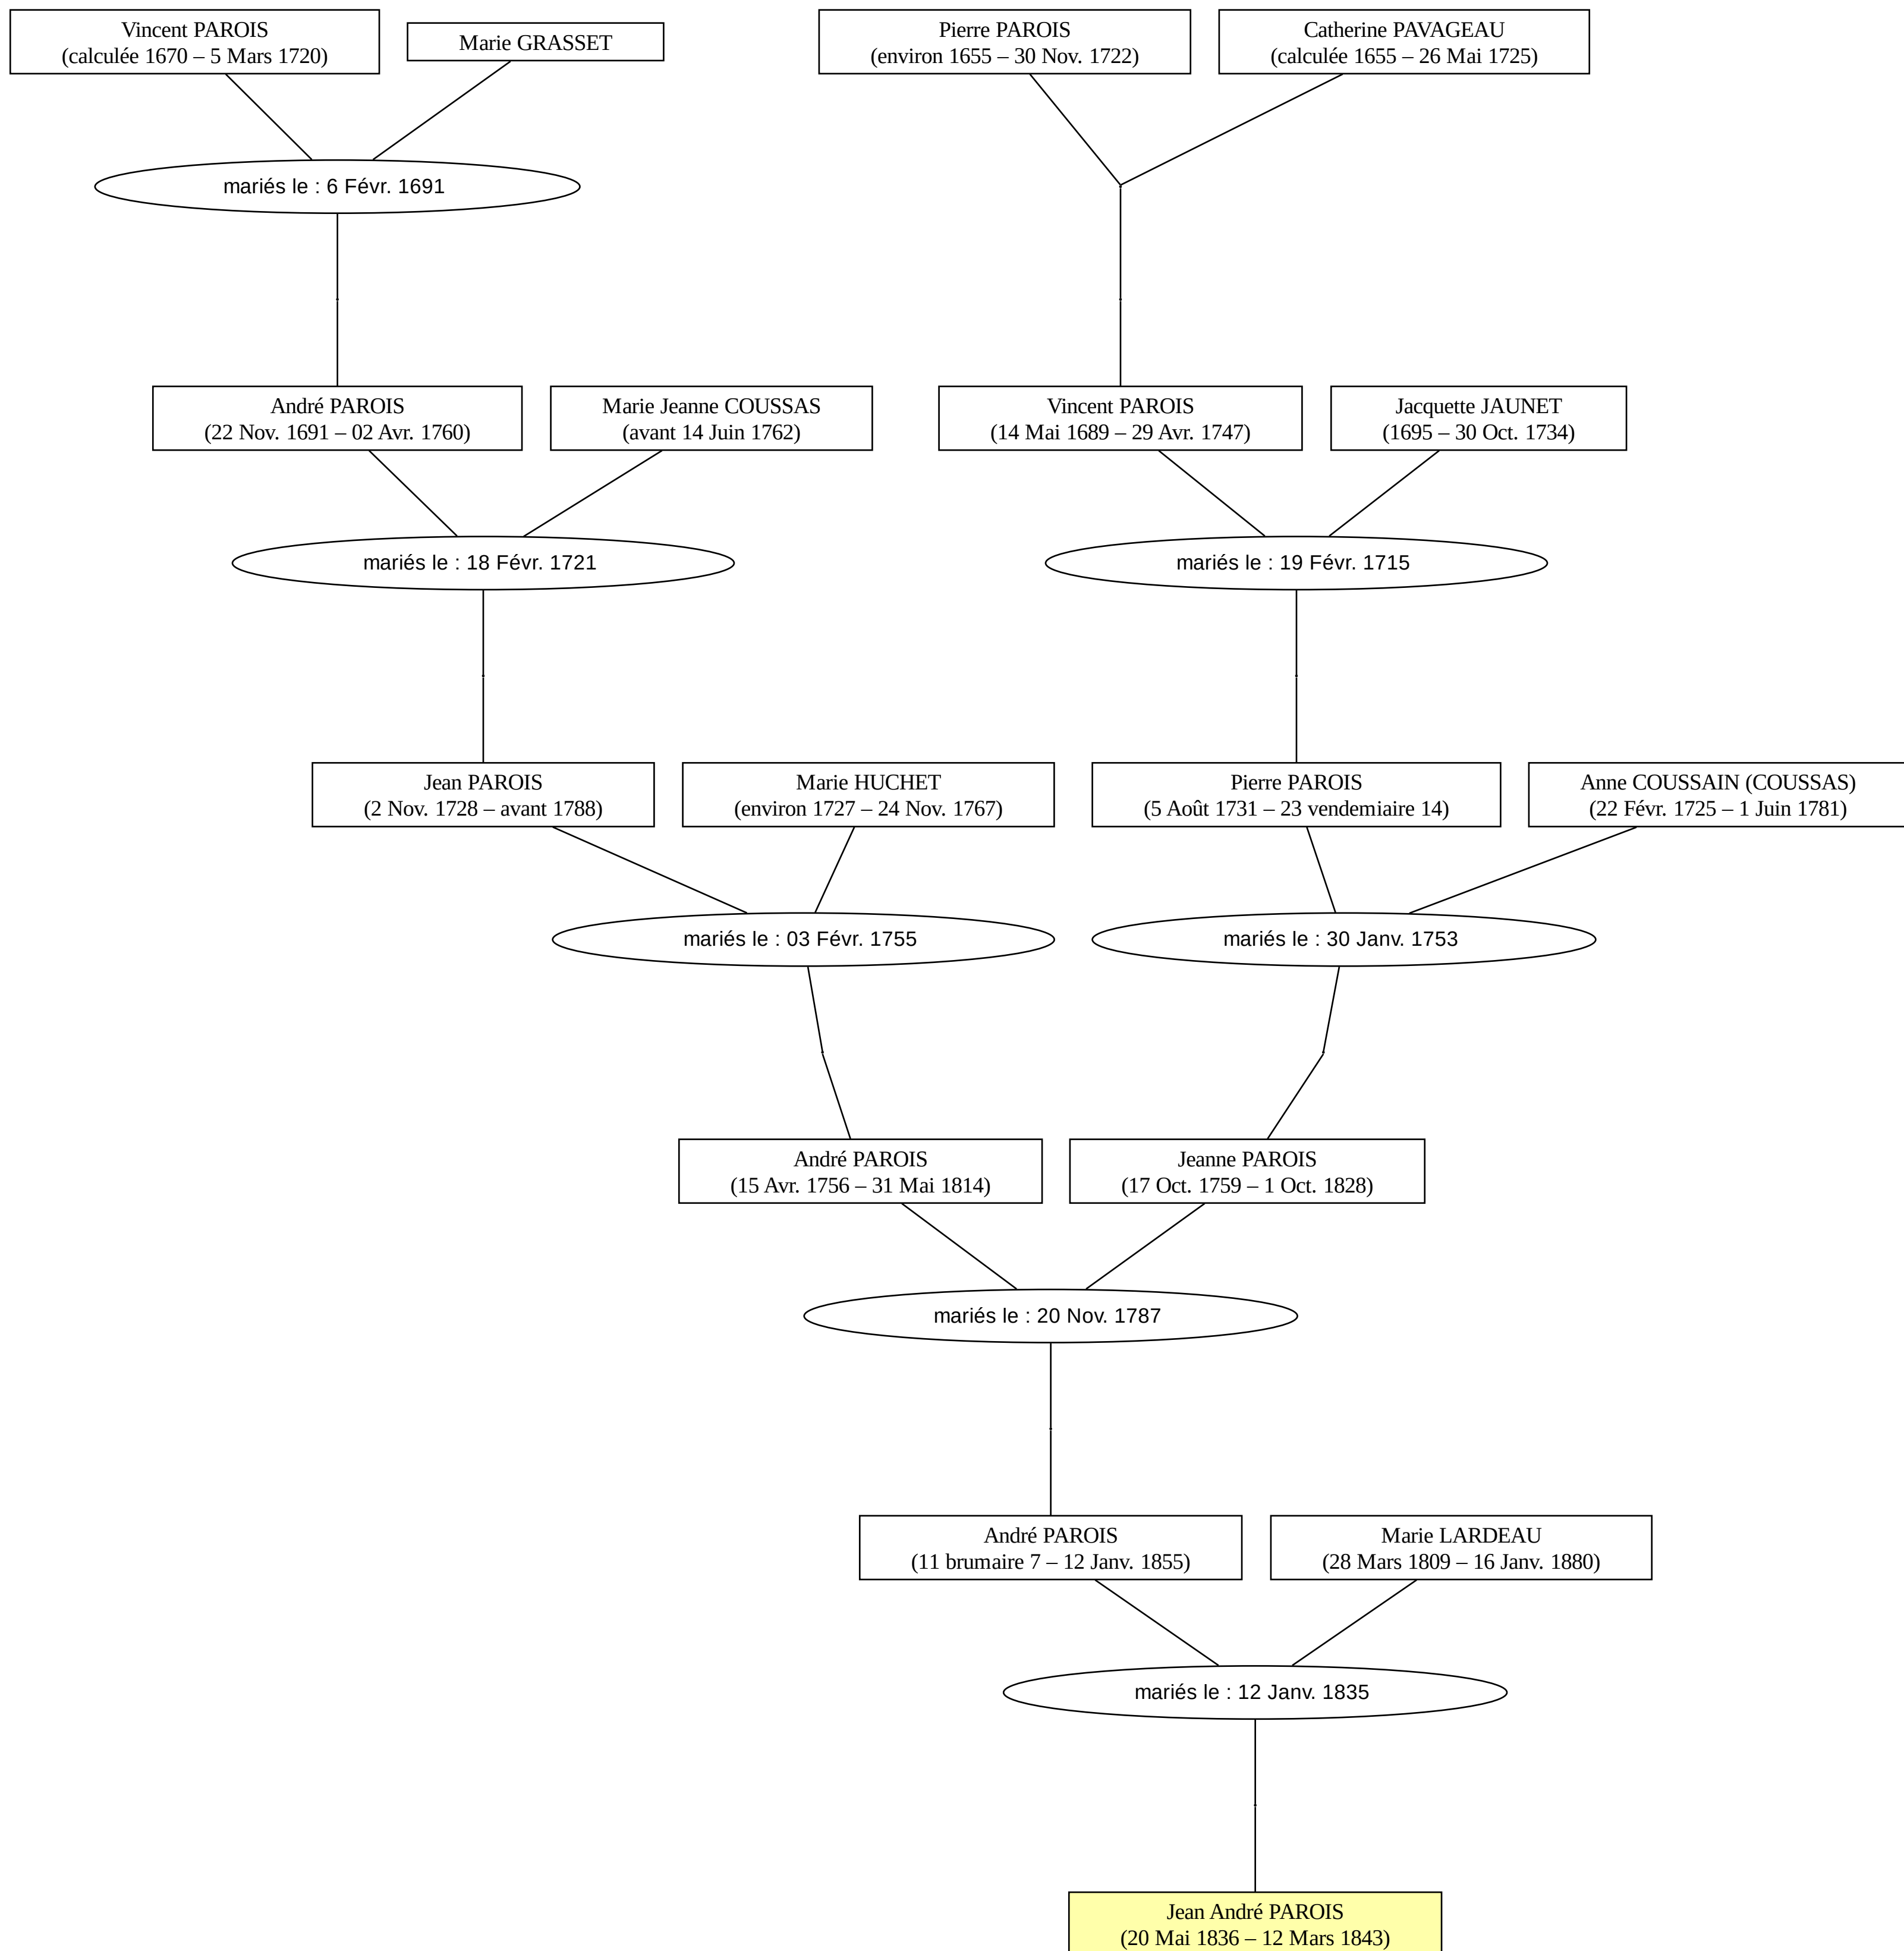 Vincent PAROIS
(calculée 1670 – 5 Mars 1720)
Marie GRASSET
Pierre PAROIS
(environ 1655 – 30 Nov. 1722)
Catherine PAVAGEAU
(calculée 1655 – 26 Mai 1725)
mariés le : 6 Févr. 1691
André PAROIS
(22 Nov. 1691 – 02 Avr. 1760)
Marie Jeanne COUSSAS
(avant 14 Juin 1762)
Vincent PAROIS
(14 Mai 1689 – 29 Avr. 1747)
Jacquette JAUNET
(1695 – 30 Oct. 1734)
mariés le : 18 Févr. 1721
mariés le : 19 Févr. 1715
Jean PAROIS
(2 Nov. 1728 – avant 1788)
Marie HUCHET
(environ 1727 – 24 Nov. 1767)
Pierre PAROIS
(5 Août 1731 – 23 vendemiaire 14)
Anne COUSSAIN (COUSSAS)
(22 Févr. 1725 – 1 Juin 1781)
mariés le : 03 Févr. 1755
mariés le : 30 Janv. 1753
André PAROIS
(15 Avr. 1756 – 31 Mai 1814)
Jeanne PAROIS
(17 Oct. 1759 – 1 Oct. 1828)
mariés le : 20 Nov. 1787
André PAROIS
(11 brumaire 7 – 12 Janv. 1855)
Marie LARDEAU
(28 Mars 1809 – 16 Janv. 1880)
mariés le : 12 Janv. 1835
Jean André PAROIS
(20 Mai 1836 – 12 Mars 1843)